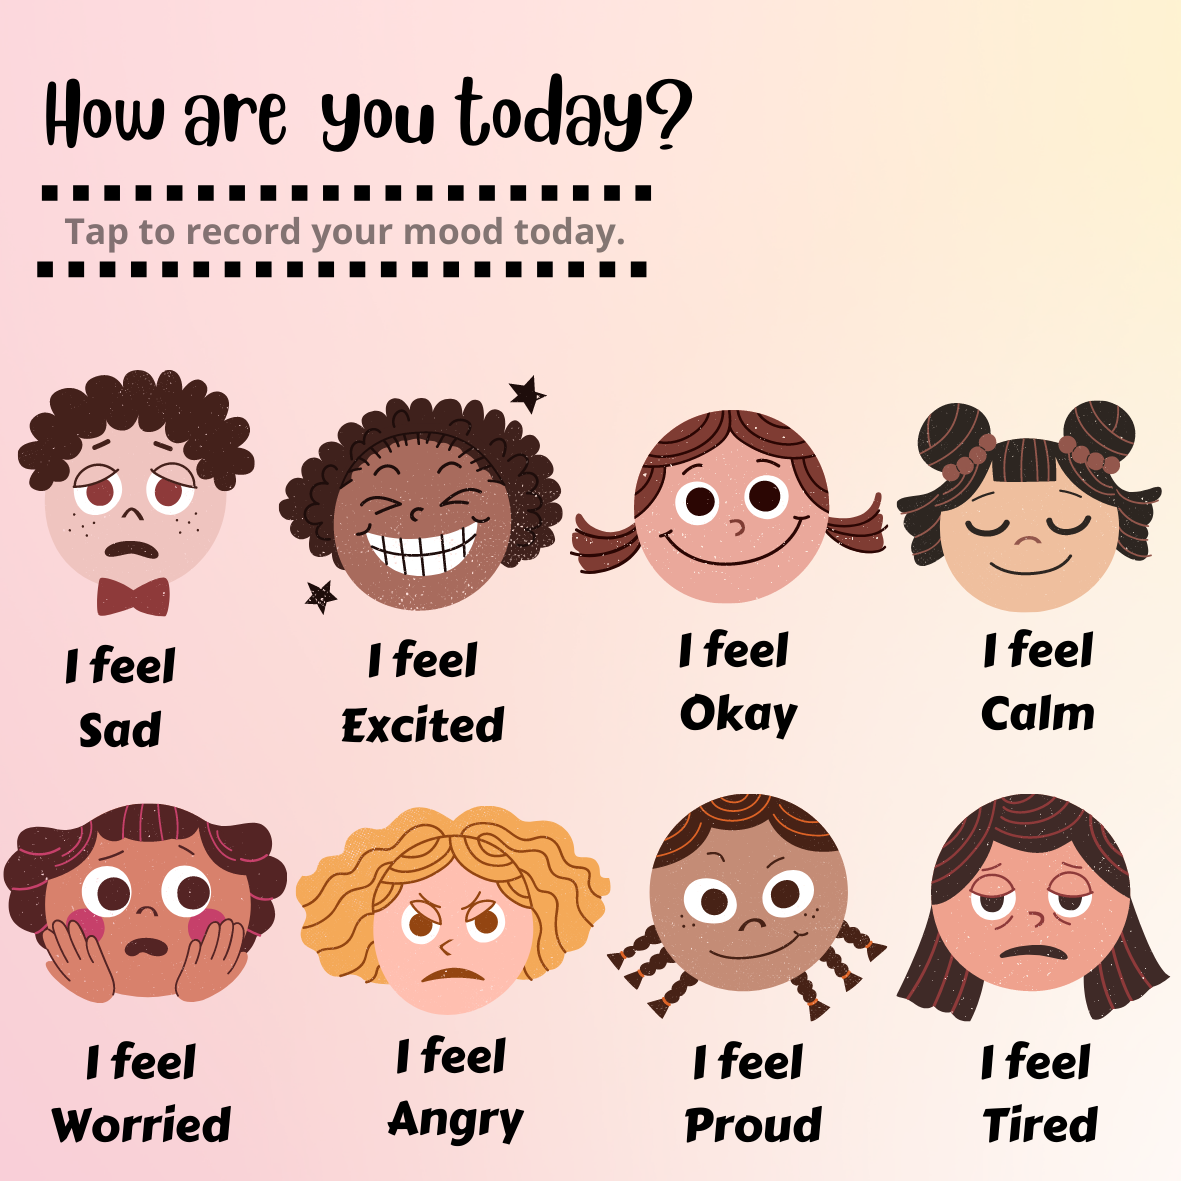 How are you today?
Tap to record your mood today.
I feel
Sad
I feel
Excited
I feel
Okay
I feel
Calm
I feel
Worried
I feel
Angry
I feel
Proud
I feel
Tired